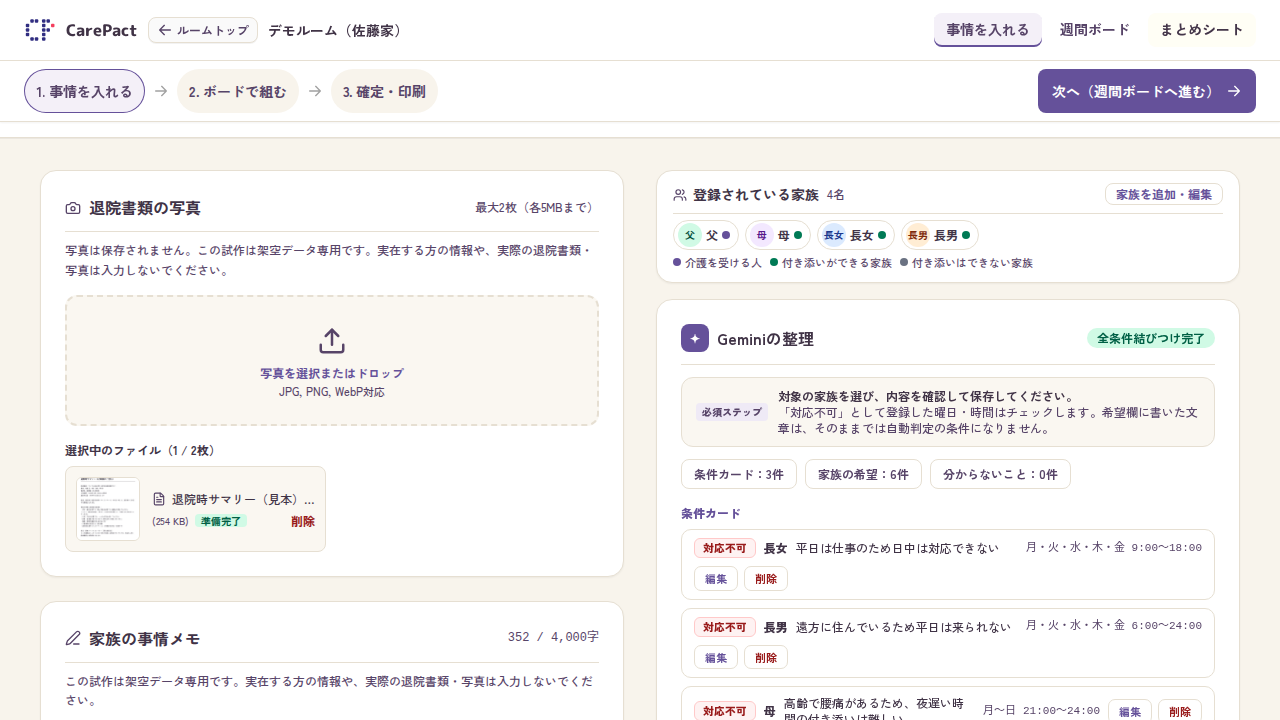 CarePact
← ルームトップ
デモルーム（佐藤家）
事情を入れる
週間ボード
まとめシート
1. 事情を入れる
→
2. ボードで組む
→
3. 確定・印刷
次へ（週間ボードへ進む） →
退院書類の写真
最大2枚（各5MBまで）
写真は保存されません。この試作は架空データ専用です。実在する方の情報や、実際の退院書類・
写真は入力しないでください。
写真を選択またはドロップ
JPG, PNG, WebP対応
選択中のファイル（1 / 2枚）
退院時サマリー（見本）…
(254 KB) 準備完了 削除
家族の事情メモ
352 / 4,000字
この試作は架空データ専用です。実在する方の情報や、実際の退院書類・写真は入力しないでくだ
さい。
登録されている家族 4名
家族を追加・編集
父 父
母 母
長女 長女
長男 長男
介護を受ける人 付き添いができる家族 付き添いはできない家族
Geminiの整理
全条件結びつけ完了
必須ステップ
対象の家族を選び、内容を確認して保存してください。
「対応不可」として登録した曜日・時間はチェックします。希望欄に書いた文
章は、そのままでは自動判定の条件になりません。
条件カード：3件
家族の希望：6件
分からないこと：0件
条件カード
対応不可 長女 平日は仕事のため日中は対応できない 月・火・水・木・金 9:00〜18:00
編集 削除
対応不可 長男 遠方に住んでいるため平日は来られない 月・火・水・木・金 6:00〜24:00
編集 削除
対応不可 母 高齢で腰痛があるため、夜遅い時
間の付き添いは難しい
月〜日 21:00〜24:00 編集 削除